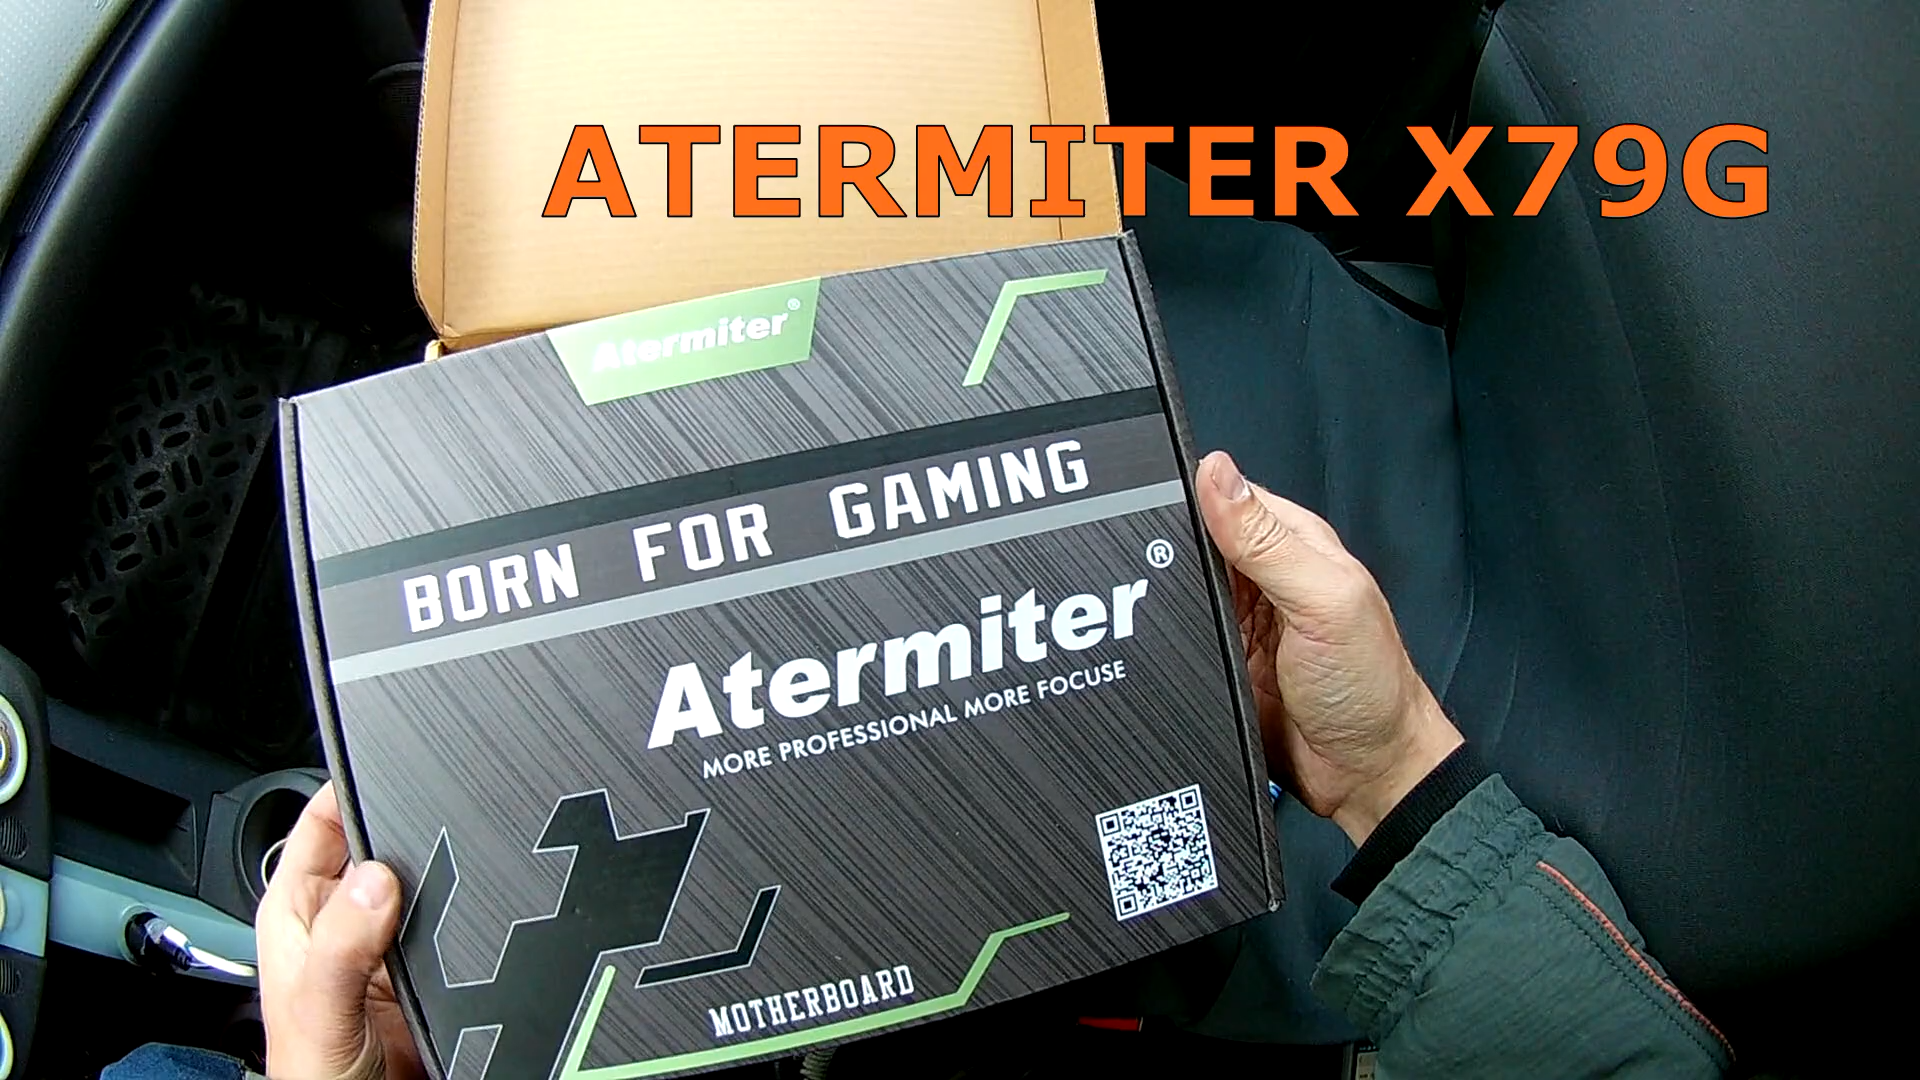 ATERMITER X79G
Atermiter®
BORN FOR GAMING
Atermiter®
MORE PROFESSIONAL MORE FOCUSE
MOTHERBOARD